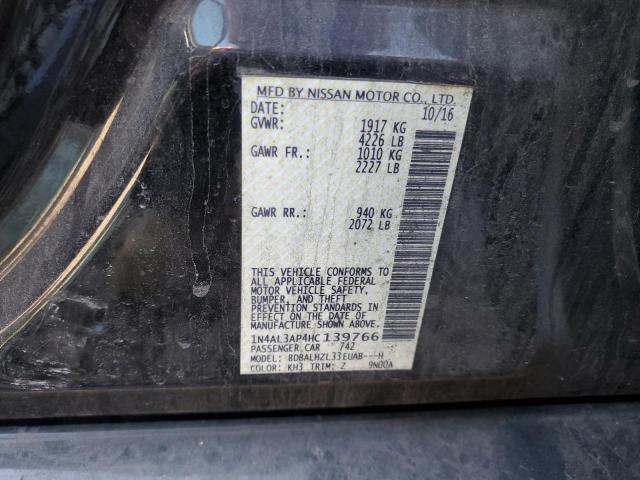 MFD BY NISSAN MOTOR CO., LTD.
DATE: 10/16
GVWR: 1917 KG
4226 LB
GAWR FR.: 1010 KG
2227 LB
GAWR RR.: 940 KG
2072 LB
THIS VEHICLE CONFORMS TO
ALL APPLICABLE FEDERAL
MOTOR VEHICLE SAFETY,
BUMPER, AND THEFT
PREVENTION STANDARDS IN
EFFECT ON THE DATE OF
MANUFACTURE SHOWN ABOVE.
1N4AL3AP4HC139766
PASSENGER CAR 742
MODEL: BDBALHZL33EUAB---H
COLOR: KH3 TRIM: Z 9N00A